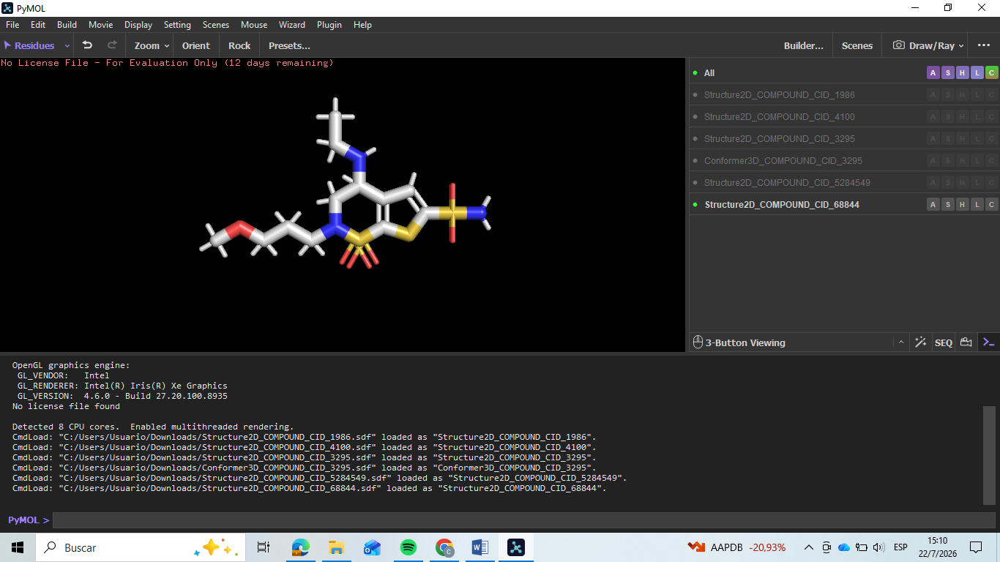 PyMOL
File Edit Build Movie Display Setting Scenes Mouse Wizard Plugin Help
Residues Zoom Orient Rock Presets... Builder... Scenes Draw/Ray
No License File - For Evaluation Only (12 days remaining)
All A S H L C
Structure2D_COMPOUND_CID_1986 A S H L C
Structure2D_COMPOUND_CID_4100 A S H L C
Structure2D_COMPOUND_CID_3295 A S H L C
Conformer3D_COMPOUND_CID_3295 A S H L C
Structure2D_COMPOUND_CID_5284549 A S H L C
Structure2D_COMPOUND_CID_68844 A S H L C
3-Button Viewing SEQ
OpenGL graphics engine:
GL_VENDOR: Intel
GL_RENDERER: Intel(R) Iris(R) Xe Graphics
GL_VERSION: 4.6.0 - Build 27.20.100.8935
No license file found
Detected 8 CPU cores. Enabled multithreaded rendering.
CmdLoad: "C:/Users/Usuario/Downloads/Structure2D_COMPOUND_CID_1986.sdf" loaded as "Structure2D_COMPOUND_CID_1986".
CmdLoad: "C:/Users/Usuario/Downloads/Structure2D_COMPOUND_CID_4100.sdf" loaded as "Structure2D_COMPOUND_CID_4100".
CmdLoad: "C:/Users/Usuario/Downloads/Structure2D_COMPOUND_CID_3295.sdf" loaded as "Structure2D_COMPOUND_CID_3295".
CmdLoad: "C:/Users/Usuario/Downloads/Conformer3D_COMPOUND_CID_3295.sdf" loaded as "Conformer3D_COMPOUND_CID_3295".
CmdLoad: "C:/Users/Usuario/Downloads/Structure2D_COMPOUND_CID_5284549.sdf" loaded as "Structure2D_COMPOUND_CID_5284549".
CmdLoad: "C:/Users/Usuario/Downloads/Structure2D_COMPOUND_CID_68844.sdf" loaded as "Structure2D_COMPOUND_CID_68844".
PyMOL >
Buscar
AAPDB -20,93%
ESP
15:10
22/7/2026